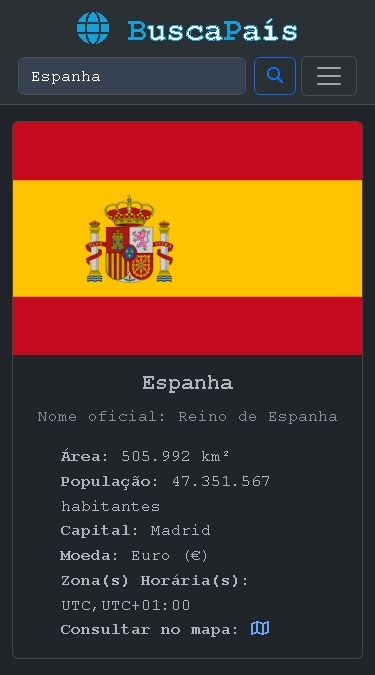 BuscaPaís
Espanha
Espanha
Nome oficial: Reino de Espanha
Área: 505.992 km²
População: 47.351.567
habitantes
Capital: Madrid
Moeda: Euro (€)
Zona(s) Horária(s):
UTC,UTC+01:00
Consultar no mapa: